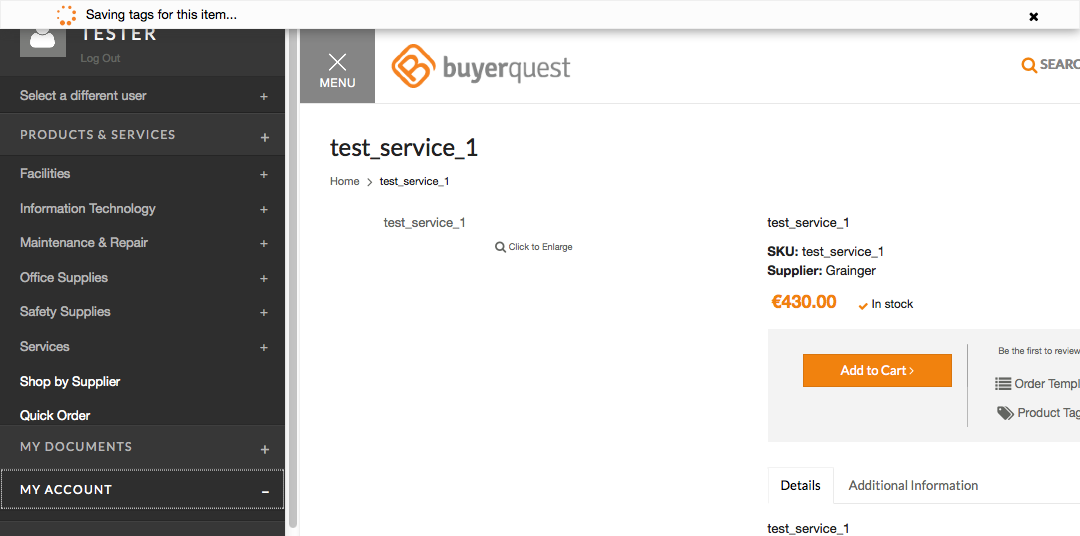 Saving tags for this item...
TESTER
Log Out
Select a different user
PRODUCTS & SERVICES
Facilities
Information Technology
Maintenance & Repair
Office Supplies
Safety Supplies
Services
Shop by Supplier
Quick Order
MY DOCUMENTS
MY ACCOUNT
MENU
buyerquest
SEARC
test_service_1
Home > test_service_1
test_service_1
Click to Enlarge
test_service_1
SKU: test_service_1
Supplier: Grainger
€430.00
In stock
Add to Cart ›
Be the first to review
Order Templ
Product Tag
Details
Additional Information
test_service_1